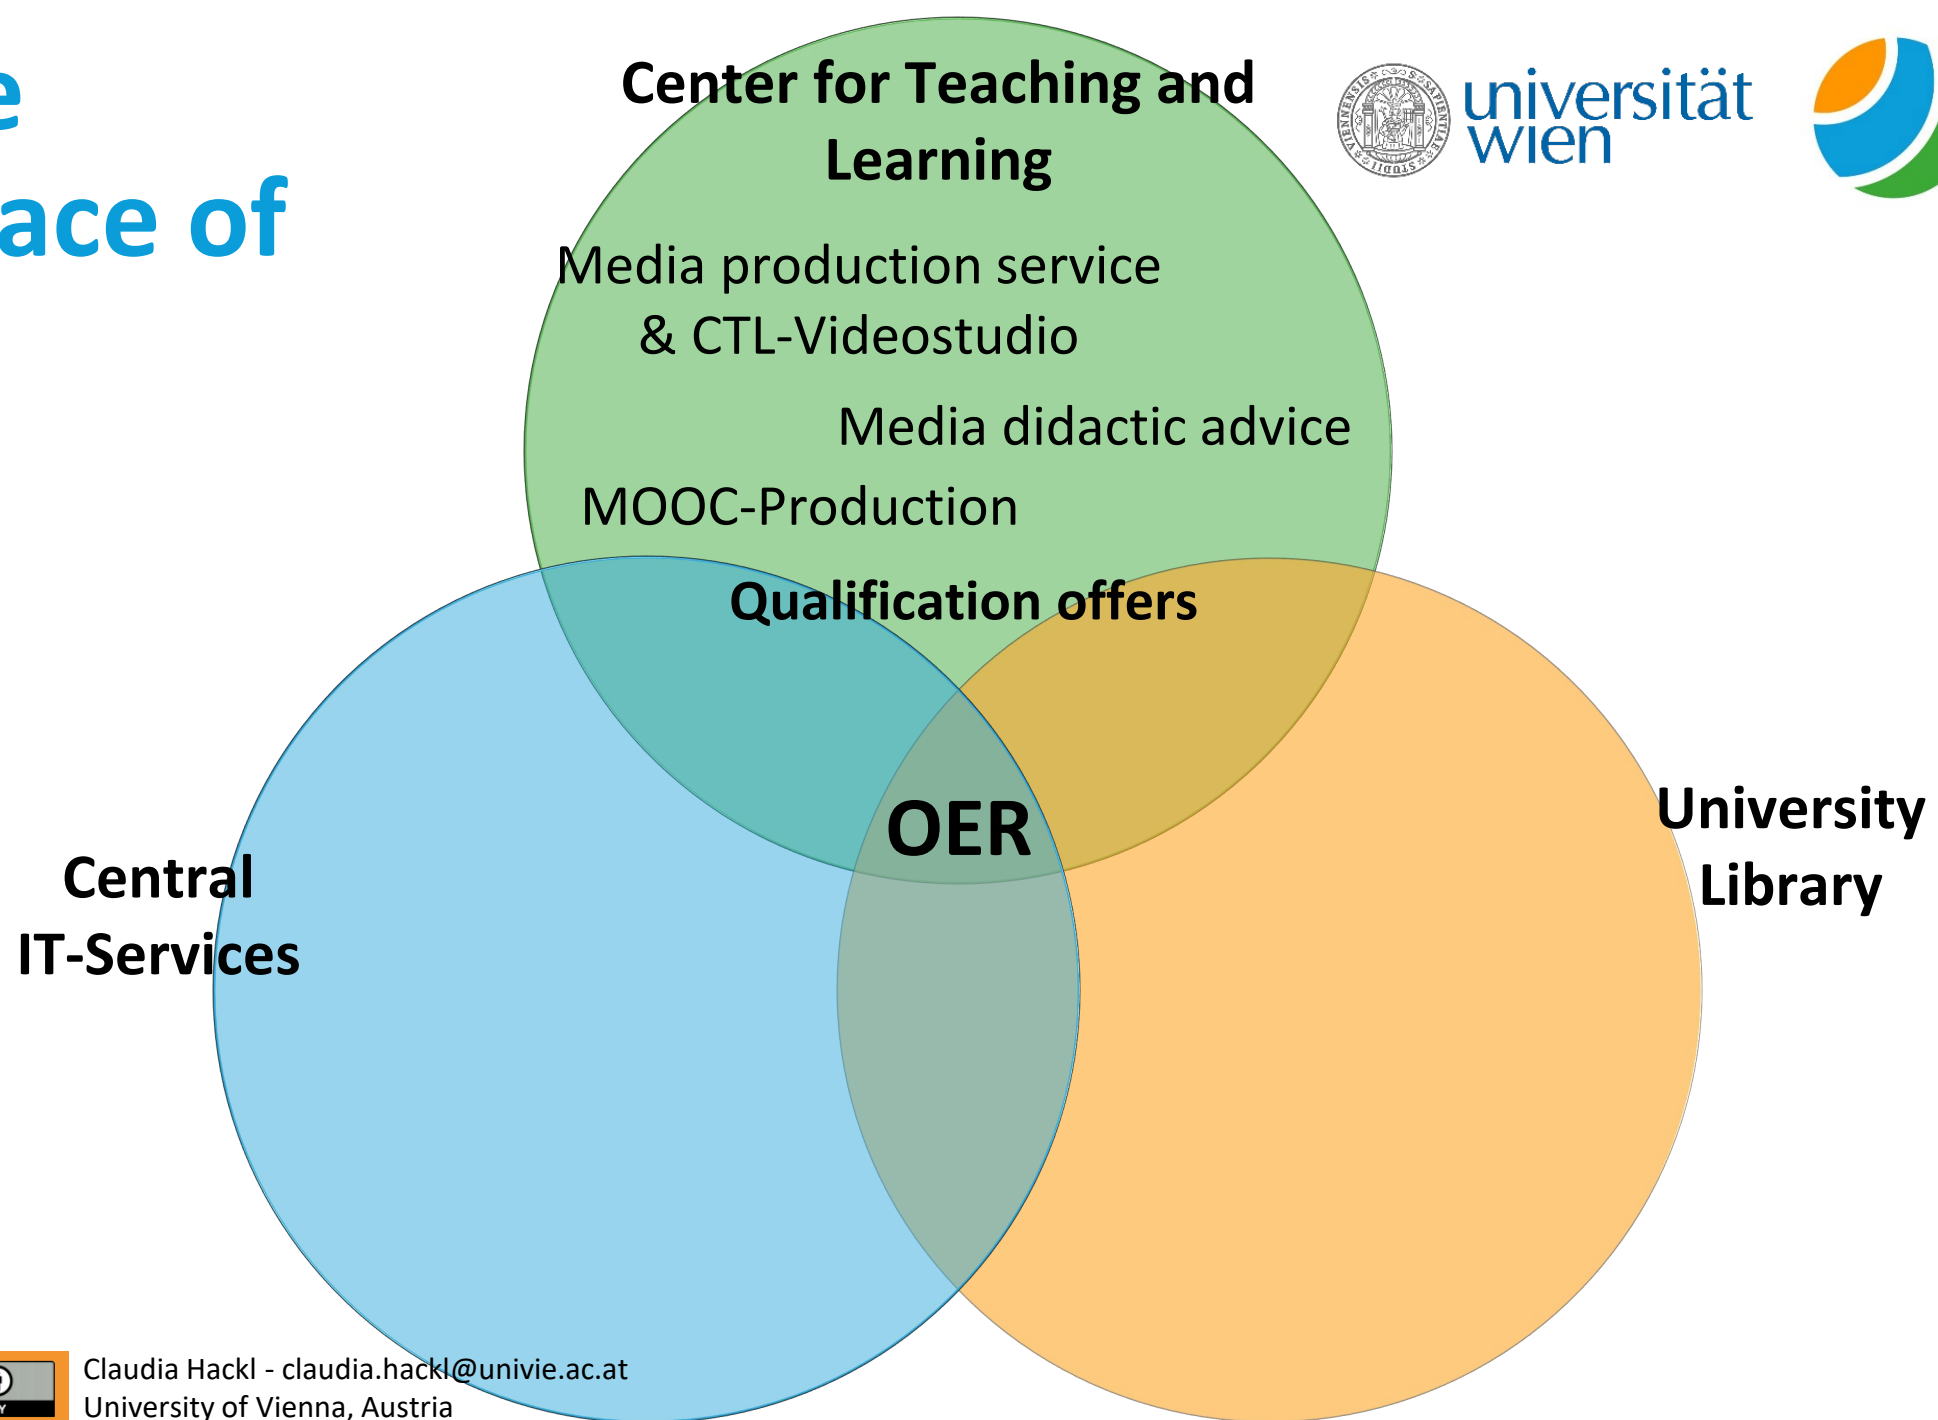 e
ace of
Center for Teaching and
Learning
universität
wien
Media production service
& CTL-Videostudio
Media didactic advice
MOOC-Production
Qualification offers
OER
University
Library
Central
IT-Services
Claudia Hackl - claudia.hackl@univie.ac.at
University of Vienna, Austria